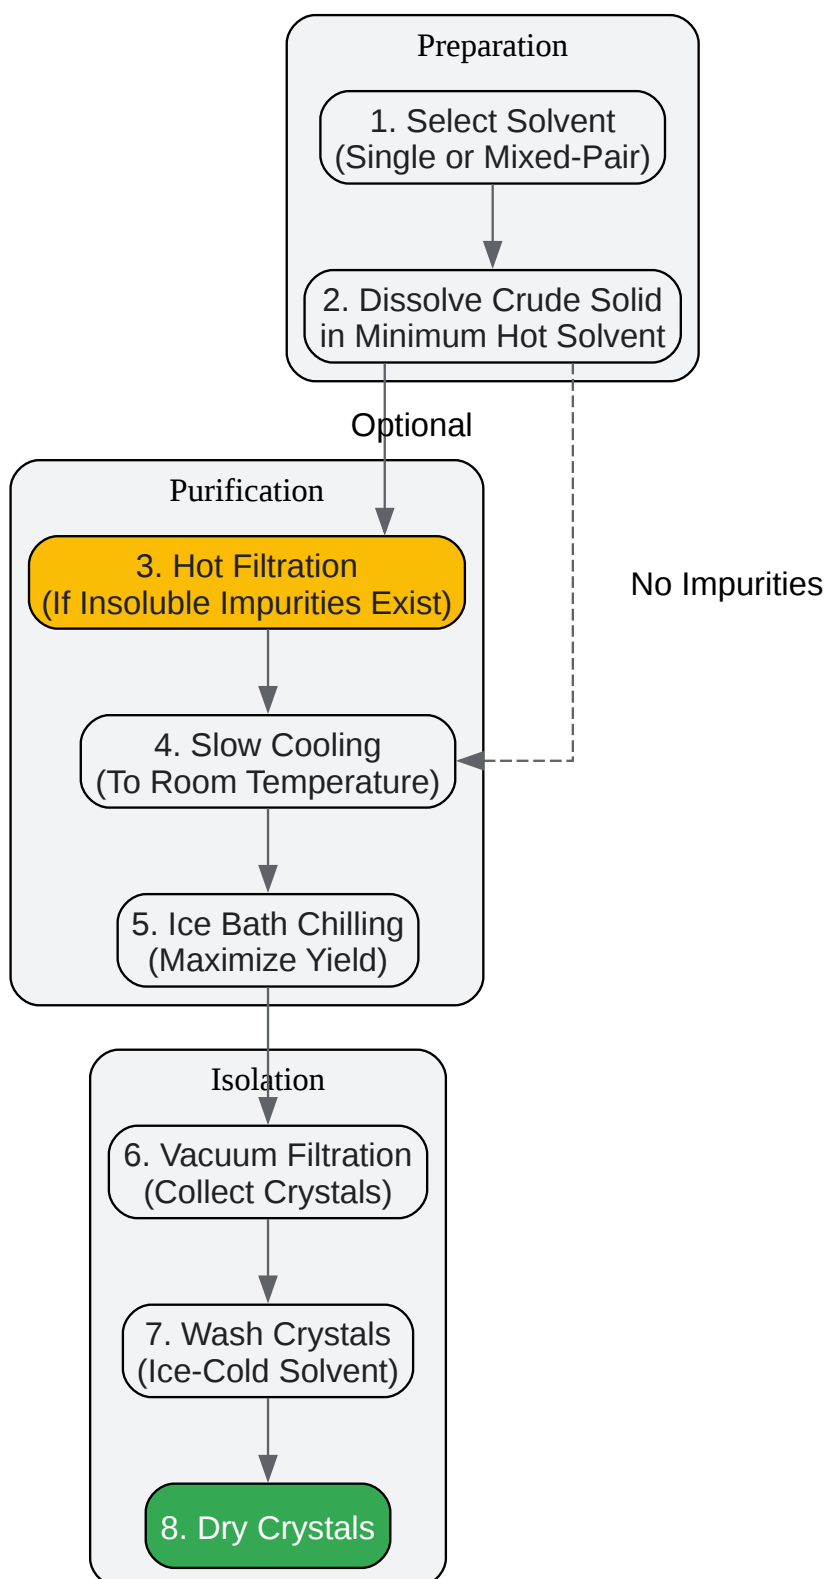 Preparation
1. Select Solvent
(Single or Mixed-Pair)
2. Dissolve Crude Solid
in Minimum Hot Solvent
Optional
Purification
3. Hot Filtration
(If Insoluble Impurities Exist)
No Impurities
4. Slow Cooling
(To Room Temperature)
5. Ice Bath Chilling
(Maximize Yield)
Isolation
6. Vacuum Filtration
(Collect Crystals)
7. Wash Crystals
(Ice-Cold Solvent)
8. Dry Crystals